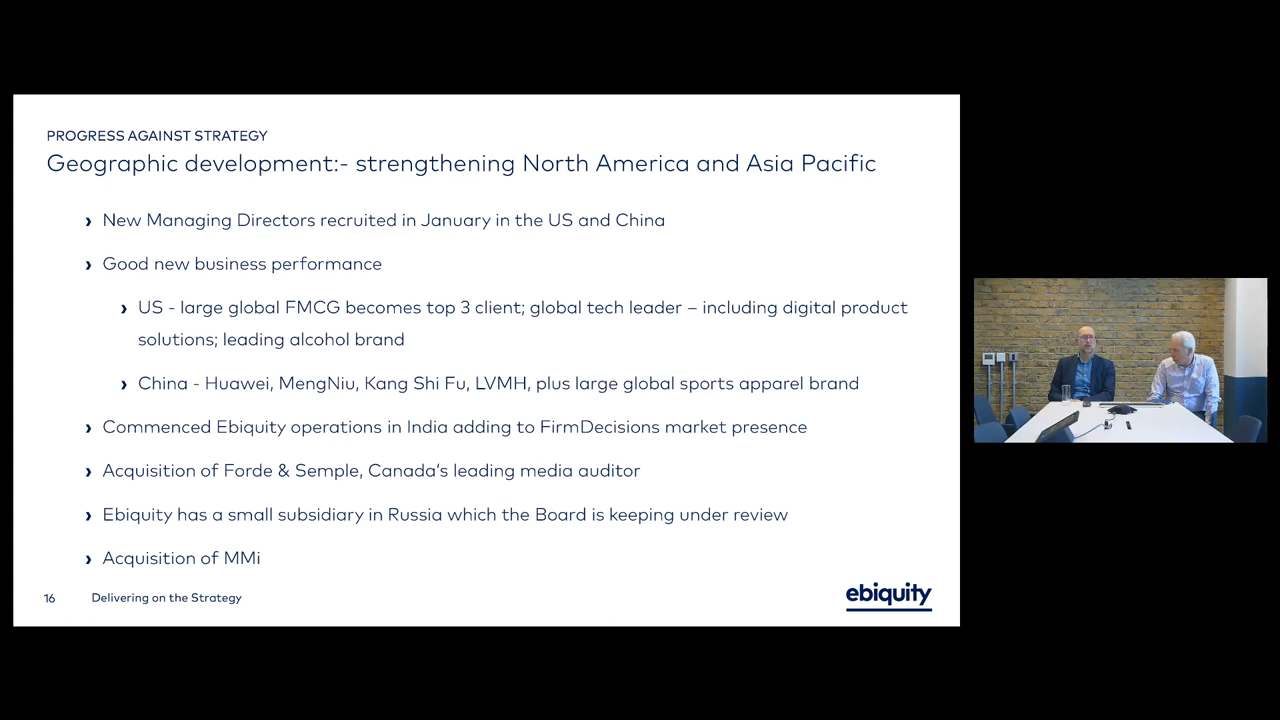 PROGRESS AGAINST STRATEGY
Geographic development:- strengthening North America and Asia Pacific
› New Managing Directors recruited in January in the US and China
› Good new business performance
› US - large global FMCG becomes top 3 client; global tech leader – including digital product
solutions; leading alcohol brand
› China - Huawei, MengNiu, Kang Shi Fu, LVMH, plus large global sports apparel brand
› Commenced Ebiquity operations in India adding to FirmDecisions market presence
› Acquisition of Forde & Semple, Canada's leading media auditor
› Ebiquity has a small subsidiary in Russia which the Board is keeping under review
› Acquisition of MMi
16 Delivering on the Strategy
ebiquity